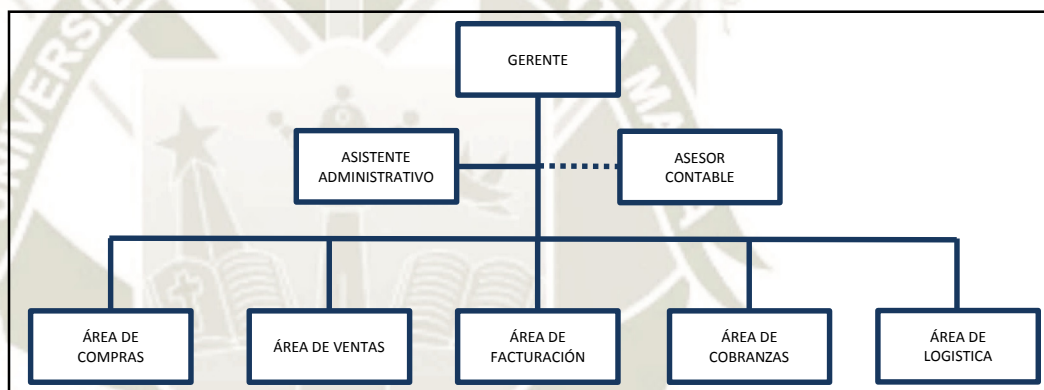 GERENTE
ASISTENTE
ADMINISTRATIVO
ASESOR
CONTABLE
ÁREA DE
COMPRAS
ÁREA DE VENTAS
ÁREA DE
FACTURACIÓN
ÁREA DE
COBRANZAS
ÁREA DE
LOGISTICA